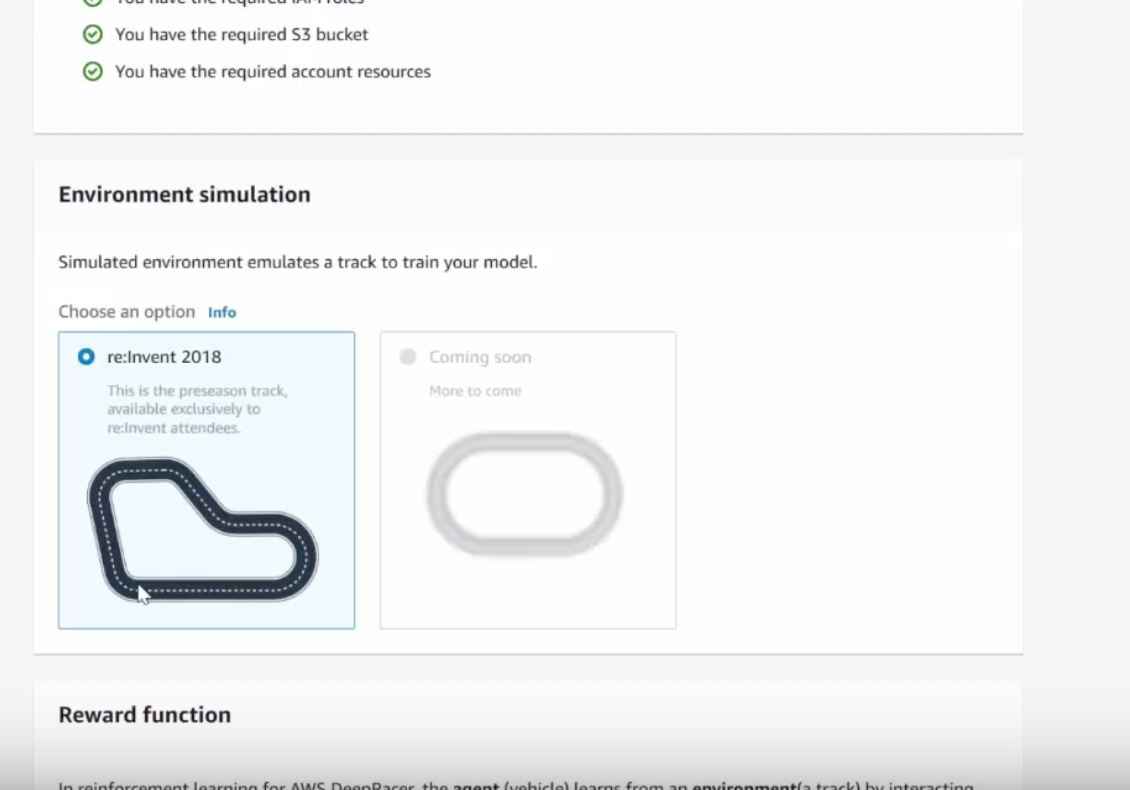 You have the required IAM roles
You have the required S3 bucket
You have the required account resources
Environment simulation
Simulated environment emulates a track to train your model.
Choose an option Info
re:Invent 2018
This is the preseason track,
available exclusively to
re:Invent attendees.
Coming soon
More to come
Reward function
In reinforcement learning for AWS DeepRacer, the agent (vehicle) learns from an environment(a track) by interacting